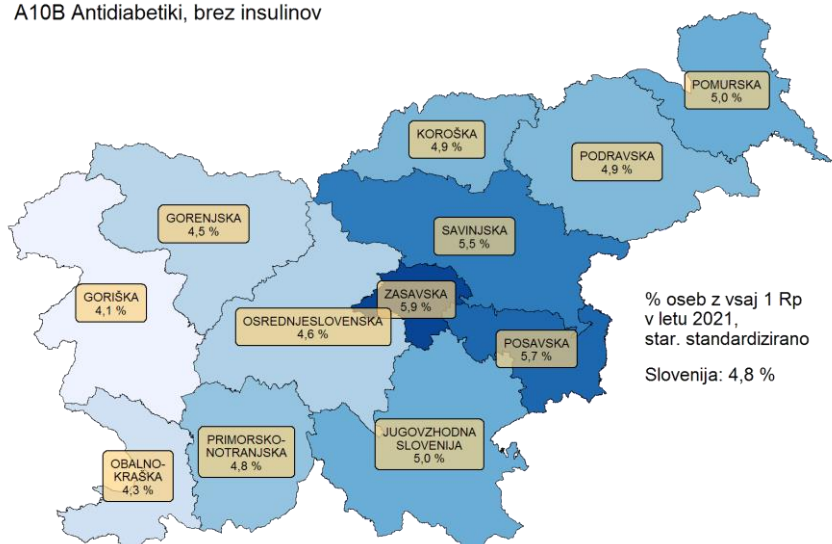 A10B Antidiabetiki, brez insulinov
POMURSKA
5,0 %
KOROŠKA
4,9 %
PODRAVSKA
4,9 %
GORENJSKA
4,5 %
SAVINJSKA
5,5 %
GORIŠKA
4,1 %
ZASAVSKA
5,9 %
OSREDNJESLOVENSKA
4,6 %
POSAVSKA
5,7 %
% oseb z vsaj 1 Rp
v letu 2021,
star. standardizirano
Slovenija: 4,8 %
PRIMORSKO-
NOTRANJSKA
4,8 %
JUGOVZHODNA
SLOVENIJA
5,0 %
OBALNO-
KRAŠKA
4,3 %